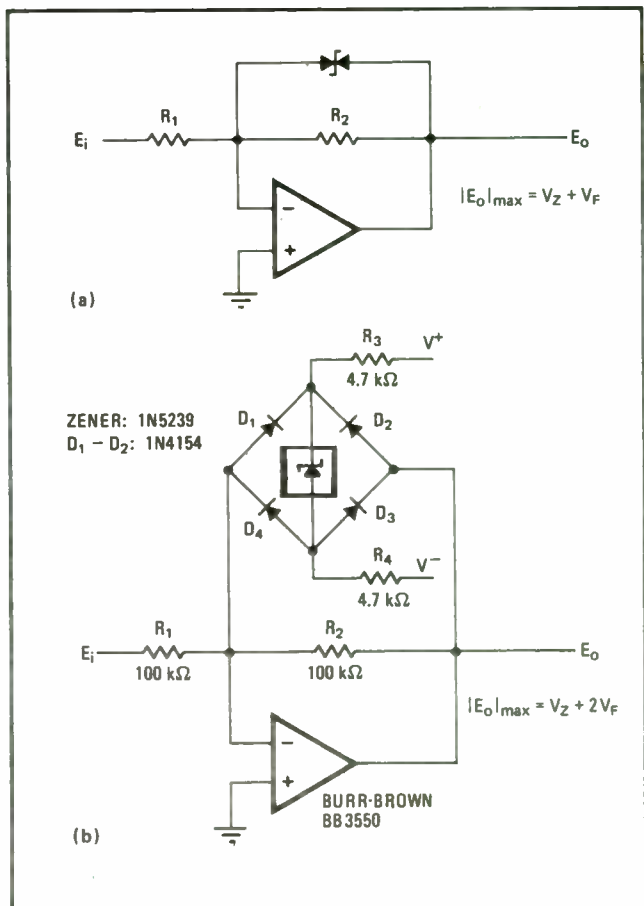 R1
Ei
R2
Eo
|Eo|max = VZ + VF
−
+
(a)
R3
V+
4.7 kΩ
ZENER: 1N5239
D1 – D2: 1N4154
D1
D2
D4
D3
R4
V−
4.7 kΩ
R1
R2
Ei
Eo
100 kΩ
100 kΩ
|Eo|max = VZ + 2VF
−
+
BURR-BROWN
BB3550
(b)